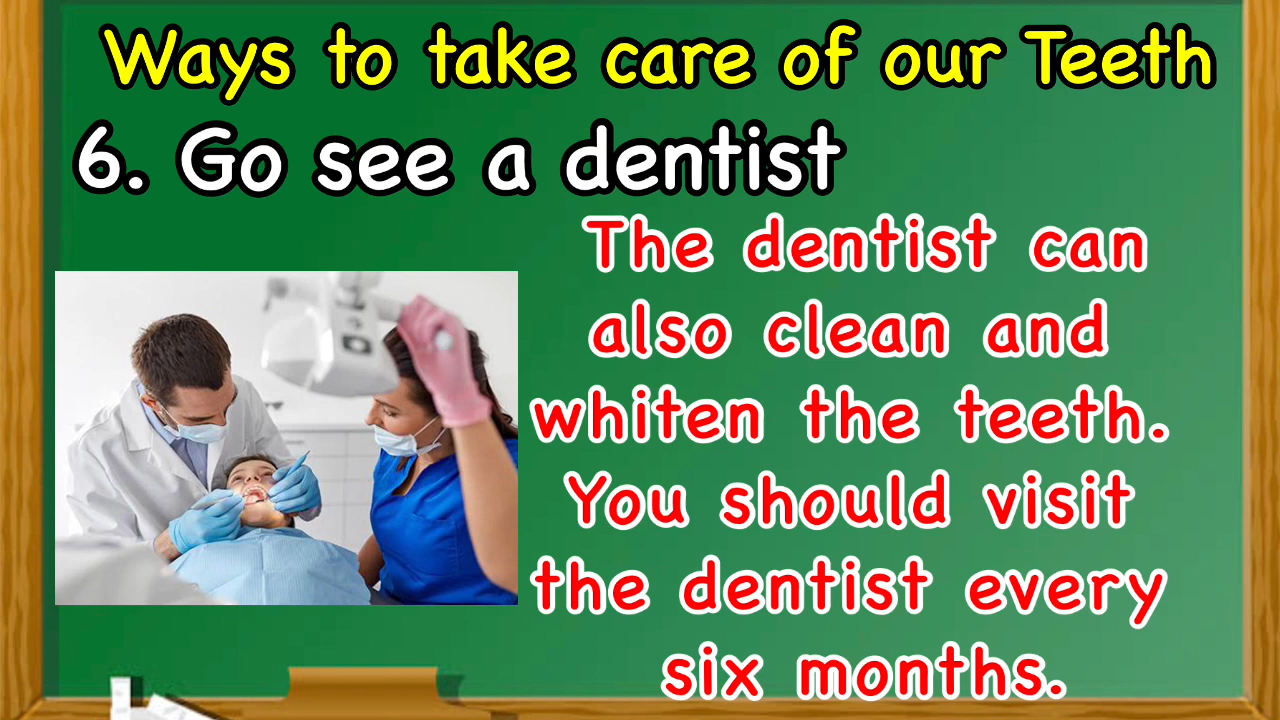 Ways to take care of our Teeth
6. Go see a dentist
The dentist can
also clean and
whiten the teeth.
You should visit
the dentist every
six months.